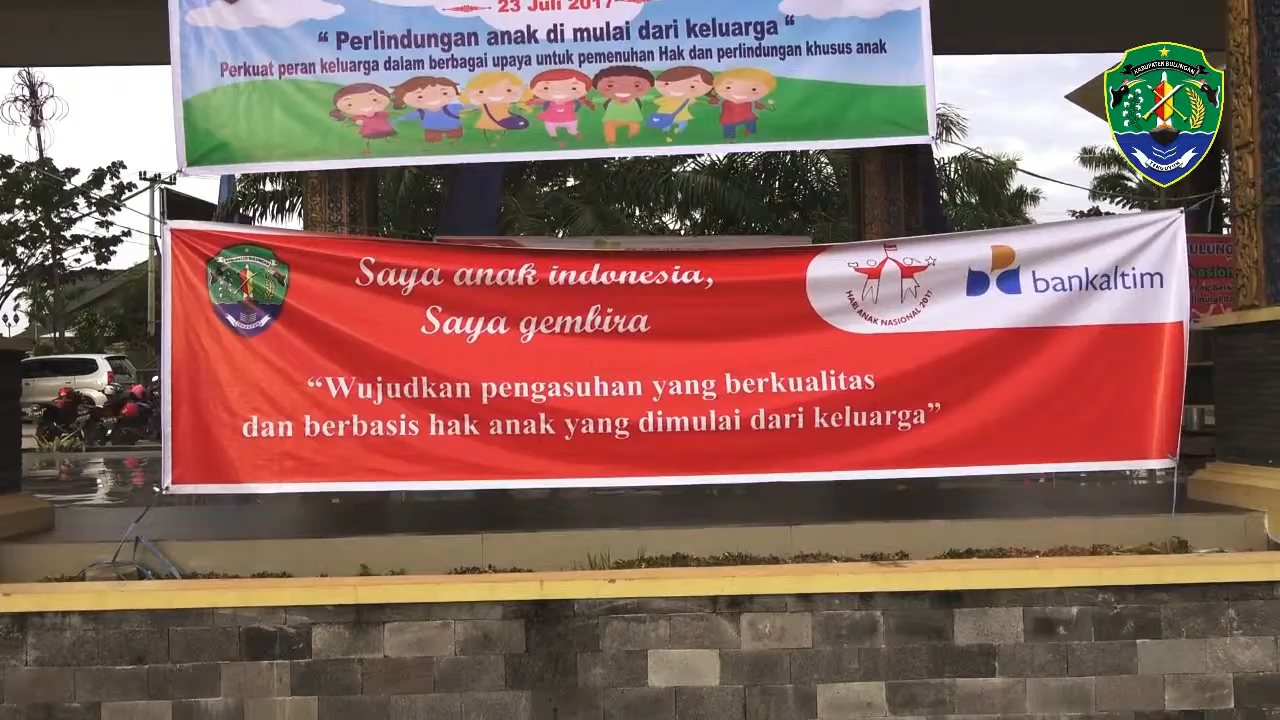 23 Juli 2017
“ Perlindungan anak di mulai dari keluarga “
Perkuat peran keluarga dalam berbagai upaya untuk pemenuhan Hak dan perlindungan khusus anak
KABUPATEN BULUNGAN
KABUPATEN BULUNGAN
Saya anak indonesia,
Saya gembira
HARI ANAK NASIONAL 2017
bankaltim
“Wujudkan pengasuhan yang berkualitas
dan berbasis hak anak yang dimulai dari keluarga”